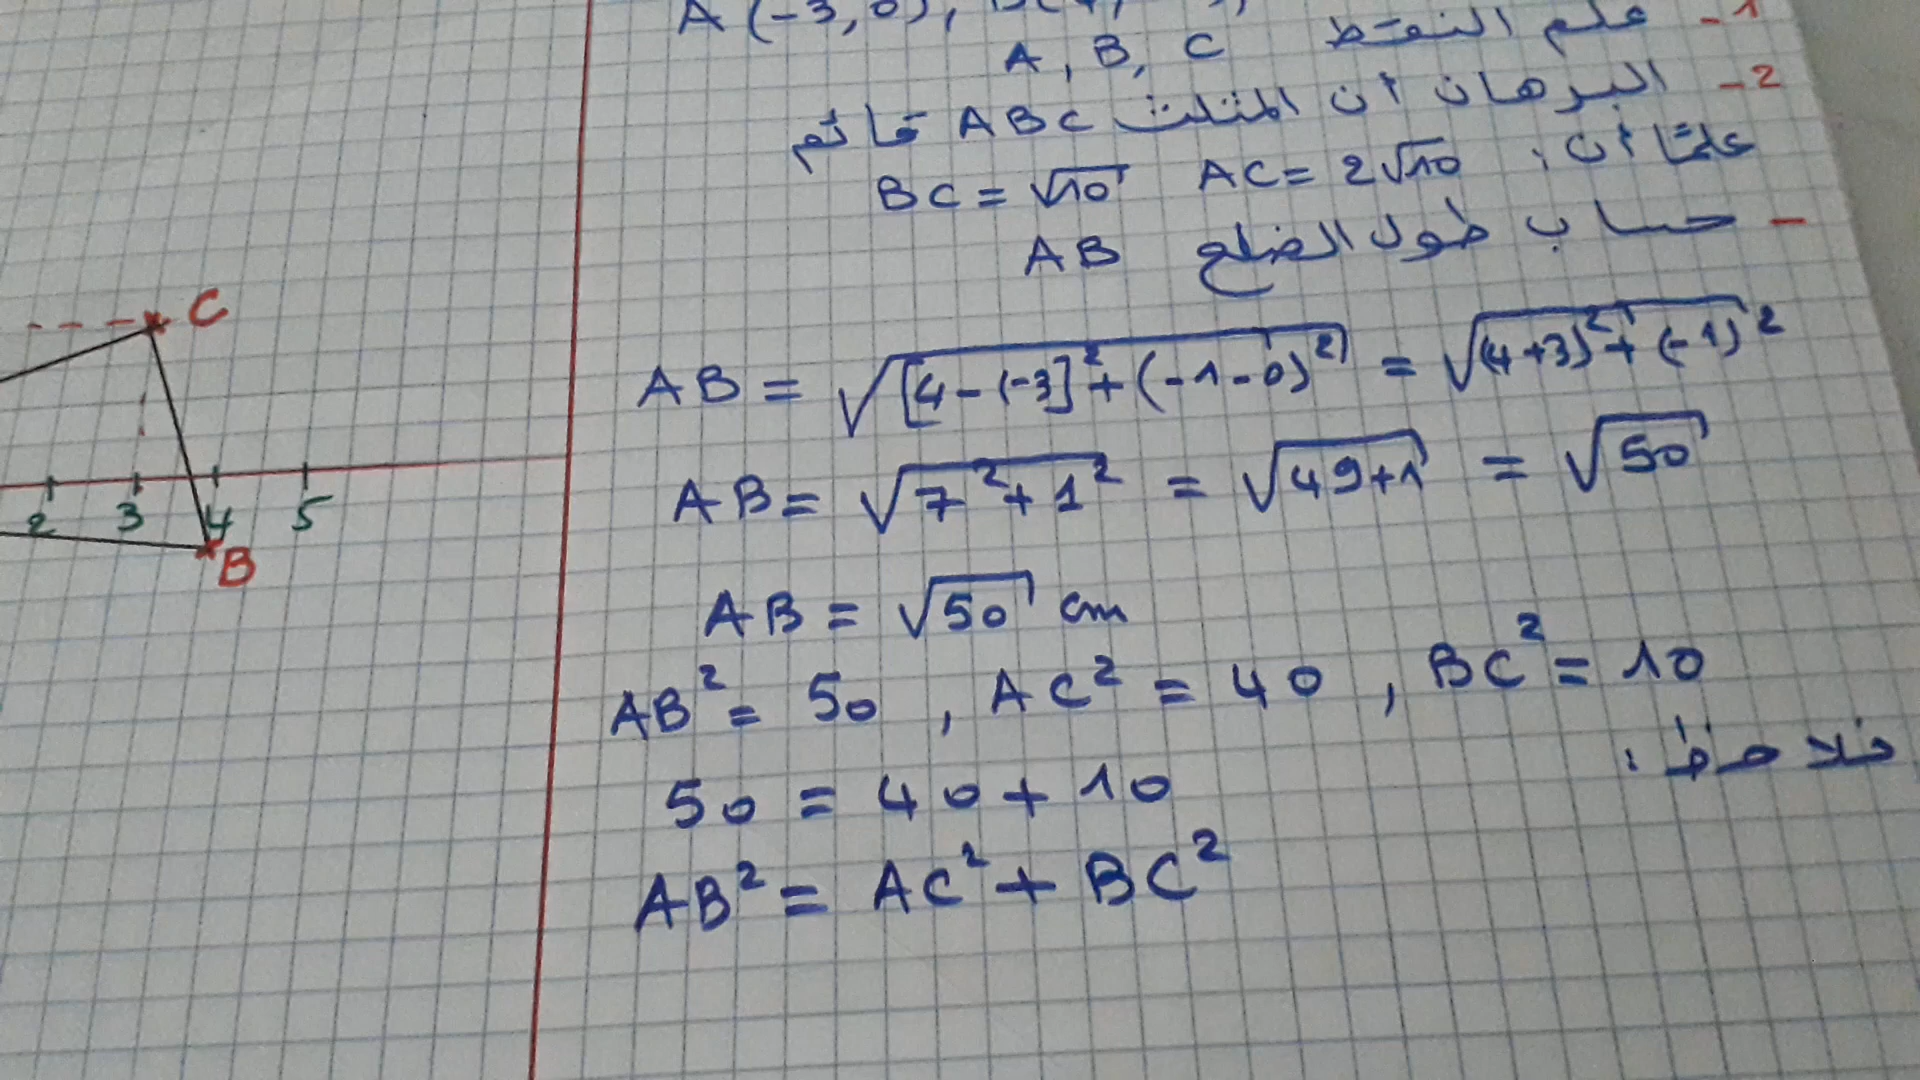 A(-3,0),
1- علم النقط A, B, C
2- البرهان أن المثلث ABC قائم
علما أن: AC = 2√10 BC = √10
- حساب طول الضلع AB
AB = √[4-(-3]²+(-1-0)²) = √(4+3)²+(-1)²
AB = √7²+1² = √49+1 = √50
AB = √50 cm
AB² = 50 , AC² = 40 , BC² = 10
نلاحظ:
50 = 40 + 10
AB² = AC² + BC²
C
2 3 4 5
B